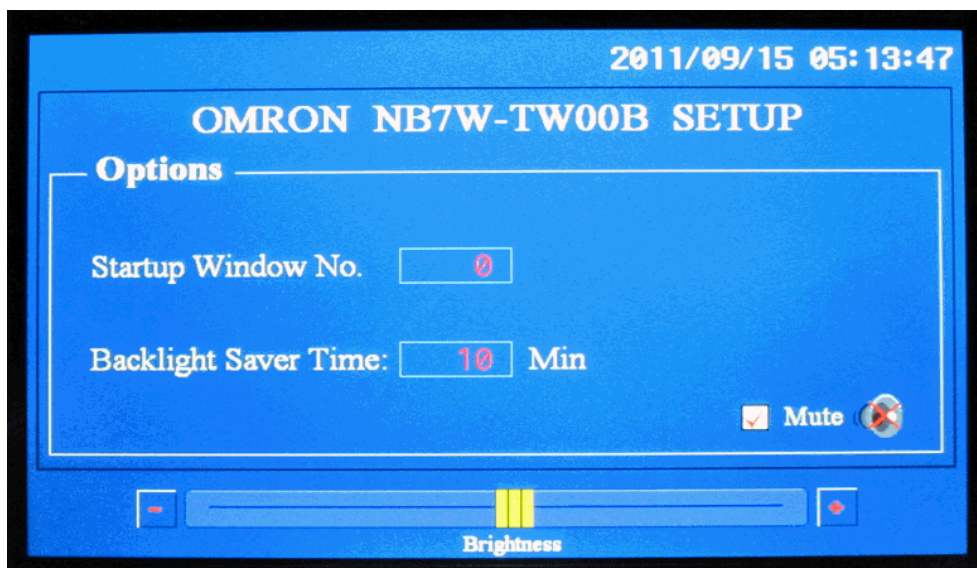 2011/09/15 05:13:47
OMRON NB7W-TW00B SETUP
Options
Startup Window No. 0
Backlight Saver Time: 10 Min
Mute
- +
Brightness